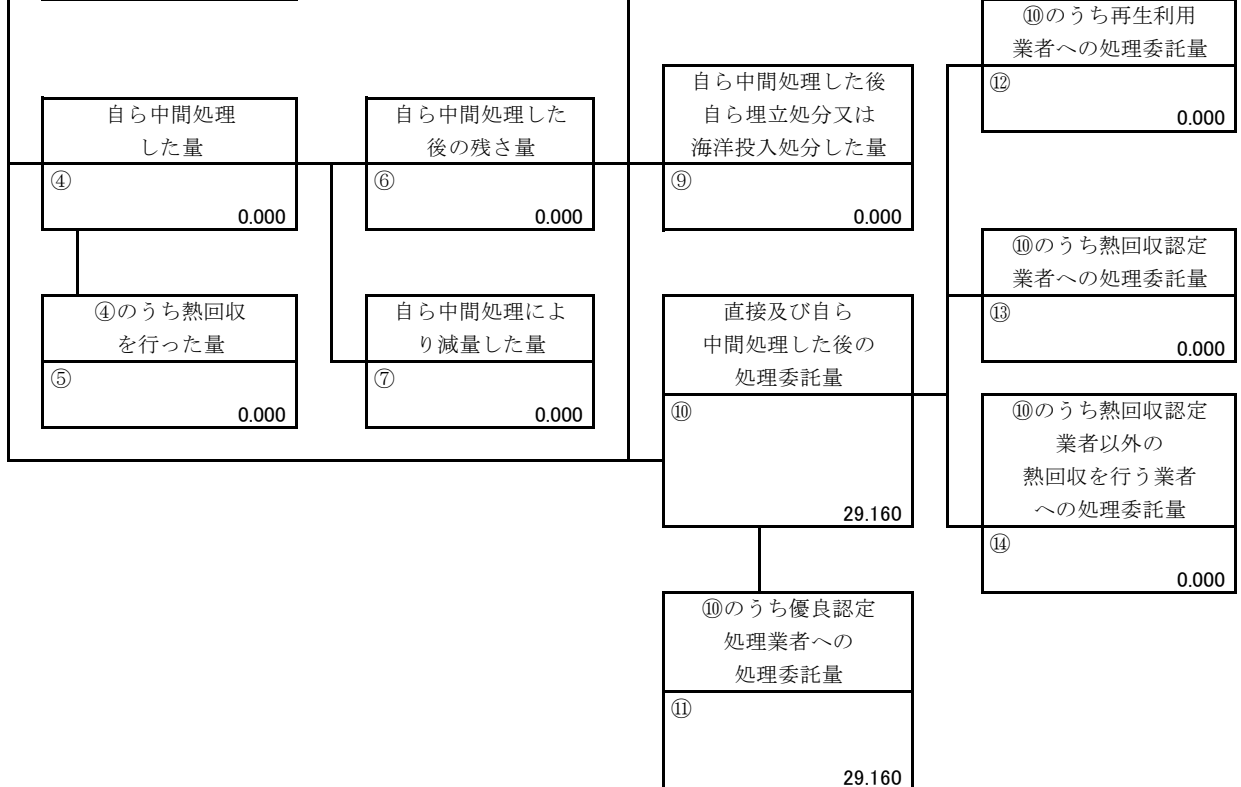 ⑩のうち再生利用
業者への処理委託量
⑫
0.000
自ら中間処理
した量
④
0.000
自ら中間処理した
後の残さ量
⑥
0.000
自ら中間処理した後
自ら埋立処分又は
海洋投入処分した量
⑨
0.000
⑩のうち熱回収認定
業者への処理委託量
⑬
0.000
④のうち熱回収
を行った量
⑤
0.000
自ら中間処理によ
り減量した量
⑦
0.000
直接及び自ら
中間処理した後の
処理委託量
⑩
29.160
⑩のうち熱回収認定
業者以外の
熱回収を行う業者
への処理委託量
⑭
0.000
⑩のうち優良認定
処理業者への
処理委託量
⑪
29.160